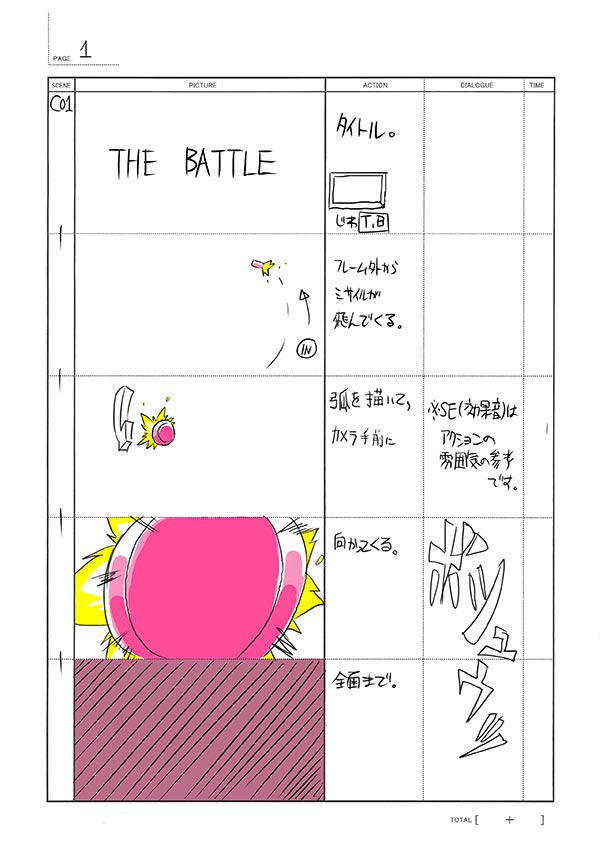 PAGE 1
SCENE PICTURE ACTION DIALOGUE TIME
C01
THE BATTLE
タイトル。
じわ T.B
IN
フレーム外から
ミサイルが
飛んでくる。
!
弧を描いて、
カメラ手前に
※SE(効果音)は
アクションの
雰囲気の参考
です。
向かってくる。
ボッシュ
全面まで。
ウッ
TOTAL [ + ]